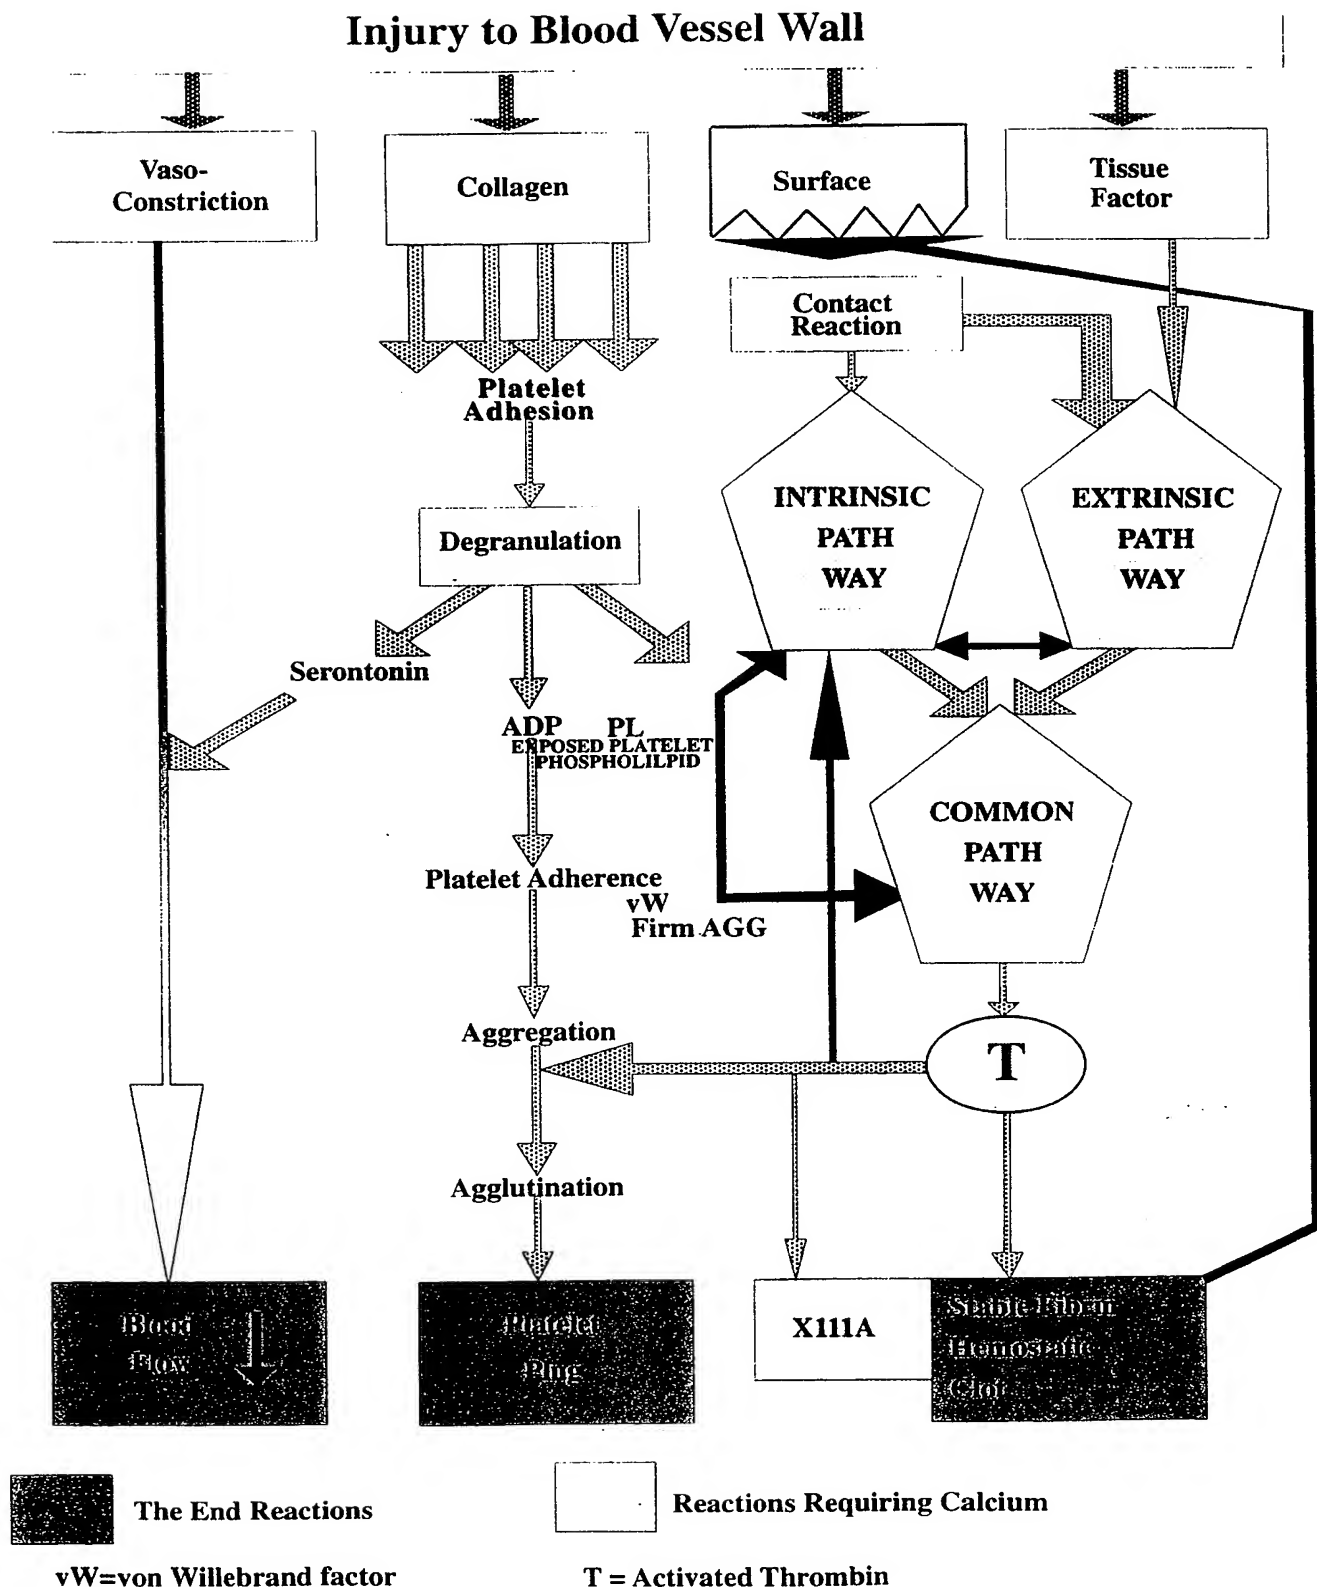 Injury to Blood Vessel Wall
Vaso-
Constriction
Collagen
Surface
Tissue
Factor
Contact
Reaction
Platelet
Adhesion
INTRINSIC
PATH
WAY
EXTRINSIC
PATH
WAY
Degranulation
Serontonin
ADP
PL
EXPOSED PLATELET
PHOSPHOLILPID
COMMON
PATH
WAY
Platelet Adherence
vW
Firm AGG
Aggregation
T
Agglutination
Blood
Flow
Platelet
Plug
X111A
Stable Fibrin
Hemostatic
Clot
The End Reactions
Reactions Requiring Calcium
vW=von Willebrand factor
T = Activated Thrombin